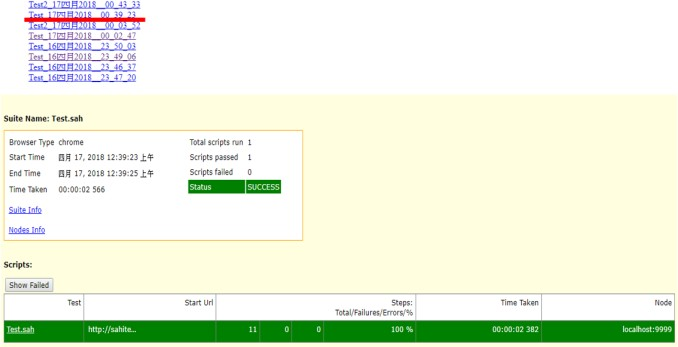 Test2_17四月2018__00_43_33
Test_17四月2018__00_39_23
Test2_17四月2018__00_03_52
Test_17四月2018__00_02_47
Test_16四月2018__23_50_03
Test_16四月2018__23_49_06
Test_16四月2018__23_46_37
Test_16四月2018__23_47_20
Suite Name: Test.sah
Browser Type chrome Total scripts run 1
Start Time 四月 17, 2018 12:39:23 上午 Scripts passed 1
End Time 四月 17, 2018 12:39:25 上午 Scripts failed 0
Time Taken 00:00:02 566 Status SUCCESS
Suite Info
Nodes Info
Scripts:
Show Failed
Test Start Url Steps: Total/Failures/Errors/% Time Taken Node
Test.sah http://sahite... 11 0 0 100 % 00:00:02 382 localhost:9999